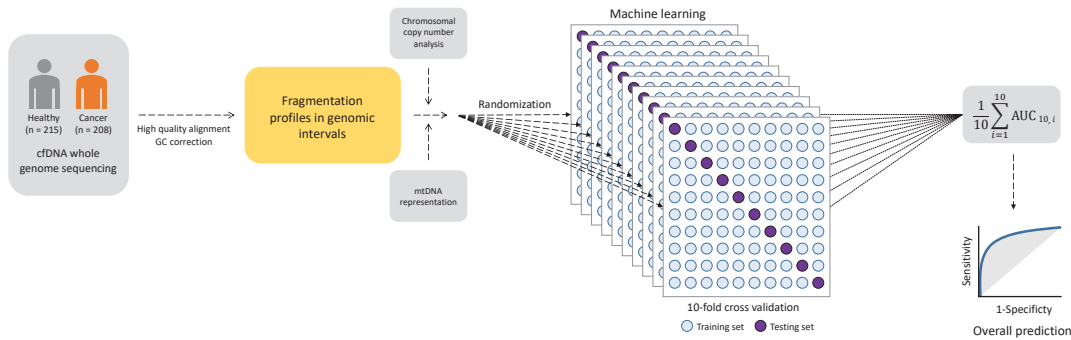 Healthy
(n = 215)
Cancer
(n = 208)
cfDNA whole
genome sequencing
High quality alignment
GC correction
Fragmentation
profiles in genomic
intervals
Chromosomal
copy number
analysis
mtDNA
representation
Randomization
Machine learning
10-fold cross validation
Training set
Testing set
1/10 ∑_{i=1}^{10} AUC_{10,i}
Sensitivity
1-Specificty
Overall prediction